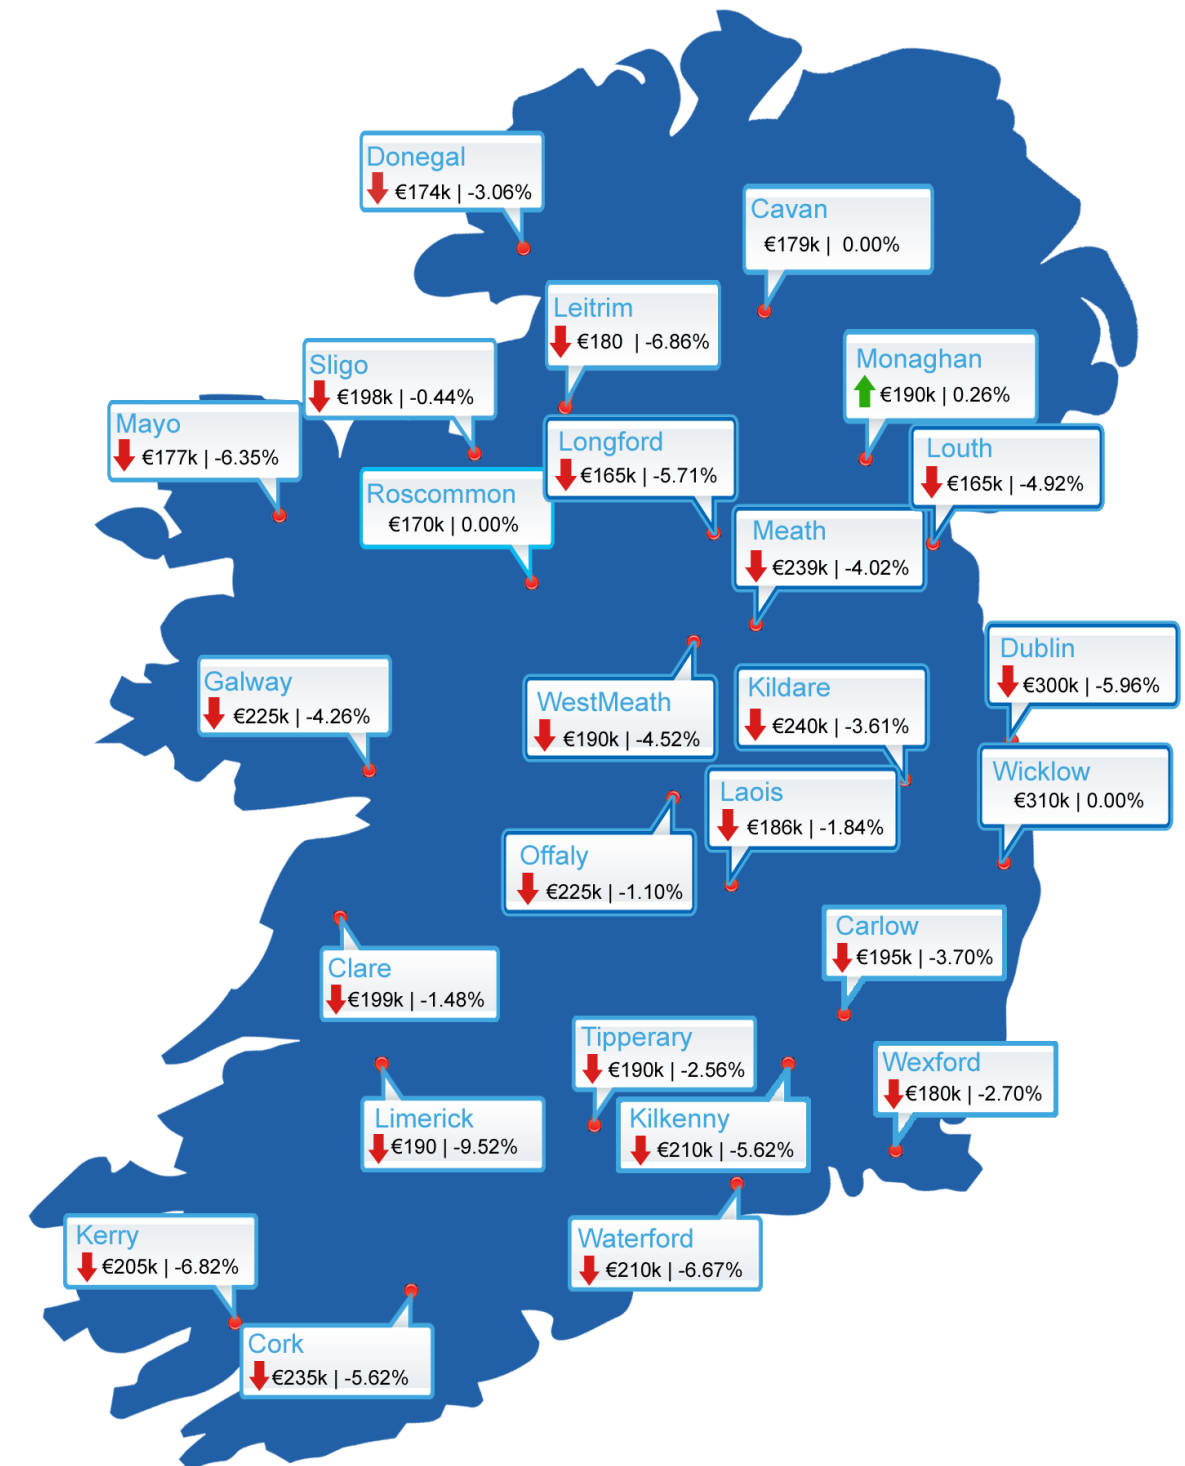 Donegal
€174k | -3.06%
Cavan
€179k | 0.00%
Leitrim
€180 | -6.86%
Monaghan
€190k | 0.26%
Sligo
€198k | -0.44%
Mayo
€177k | -6.35%
Longford
€165k | -5.71%
Louth
€165k | -4.92%
Roscommon
€170k | 0.00%
Meath
€239k | -4.02%
Dublin
€300k | -5.96%
Galway
€225k | -4.26%
WestMeath
€190k | -4.52%
Kildare
€240k | -3.61%
Wicklow
€310k | 0.00%
Laois
€186k | -1.84%
Offaly
€225k | -1.10%
Carlow
€195k | -3.70%
Clare
€199k | -1.48%
Tipperary
€190k | -2.56%
Wexford
€180k | -2.70%
Limerick
€190 | -9.52%
Kilkenny
€210k | -5.62%
Kerry
€205k | -6.82%
Waterford
€210k | -6.67%
Cork
€235k | -5.62%